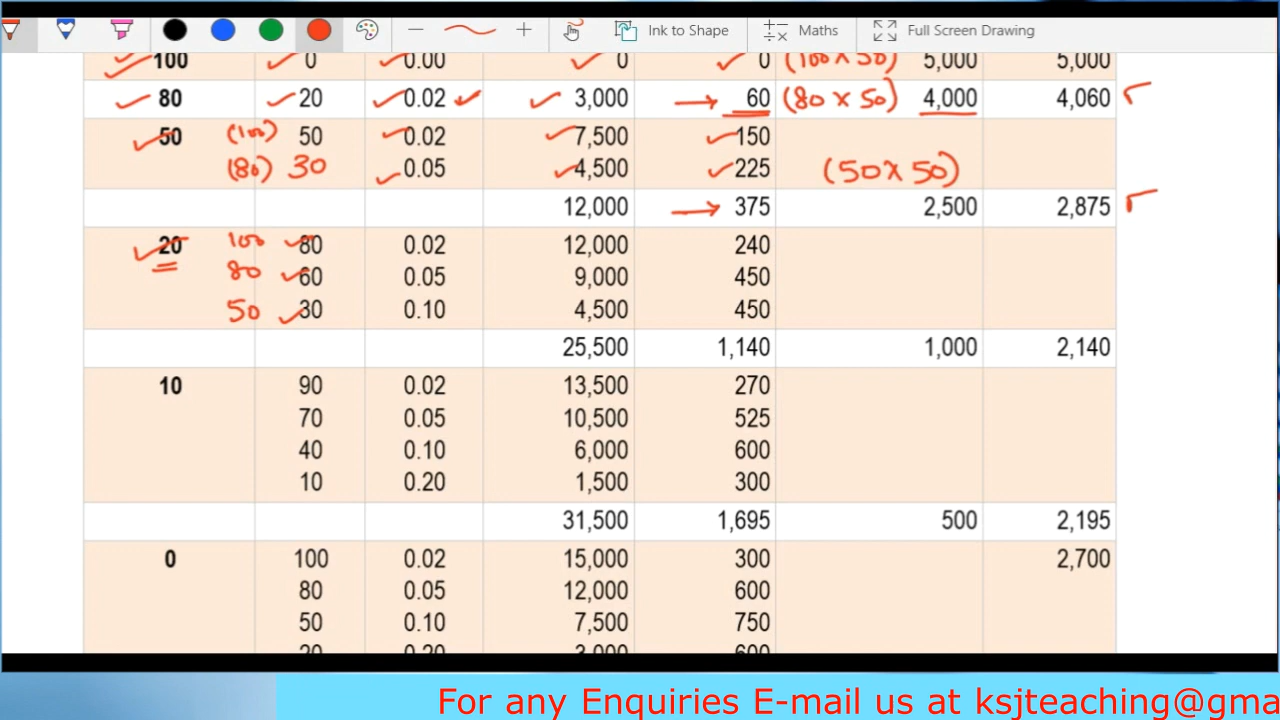 Ink to Shape Maths Full Screen Drawing
100 0 0.00 0 0 (100 x 50) 5,000 5,000
80 20 0.02 3,000 60 (80 x 50) 4,000 4,060
50 (100) 50 0.02 7,500 150
(80) 30 0.05 4,500 225 (50 x 50)
12,000 375 2,500 2,875
20 100 80 0.02 12,000 240
80 60 0.05 9,000 450
50 30 0.10 4,500 450
25,500 1,140 1,000 2,140
10 90 0.02 13,500 270
70 0.05 10,500 525
40 0.10 6,000 600
10 0.20 1,500 300
31,500 1,695 500 2,195
0 100 0.02 15,000 300 2,700
80 0.05 12,000 600
50 0.10 7,500 750
20 0.20 3,000 600
For any Enquiries E-mail us at ksjteaching@gma